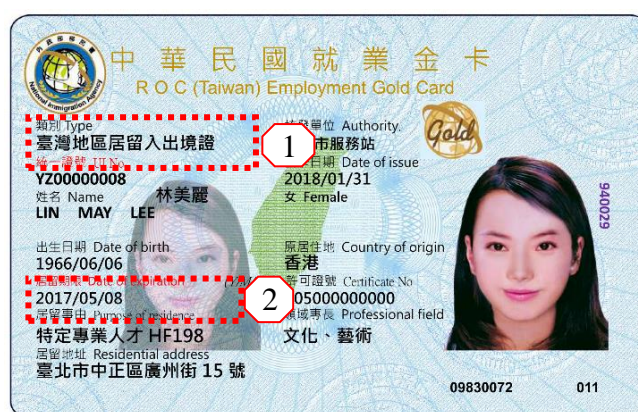 中華民國就業金卡
ROC (Taiwan) Employment Gold Card
National Immigration Agency
Gold
類別 Type
單位 Authority.
臺灣地區居留入出境證
1
市服務站
統一證號 UI No.
日期 Date of issue
YZ00000008
2018/01/31
姓名 Name
林美麗
女 Female
LIN MAY LEE
940029
出生日期 Date of birth
原居住地 Country of origin
1966/06/06
香港
居留期限 Date of expiration
許可證號 Certificate No
2017/05/08
2
05000000000
居留事由 Purpose of residence
領域專長 Professional field
特定專業人才 HF198
文化、藝術
居留地址 Residential address
臺北市中正區廣州街 15 號
09830072
011